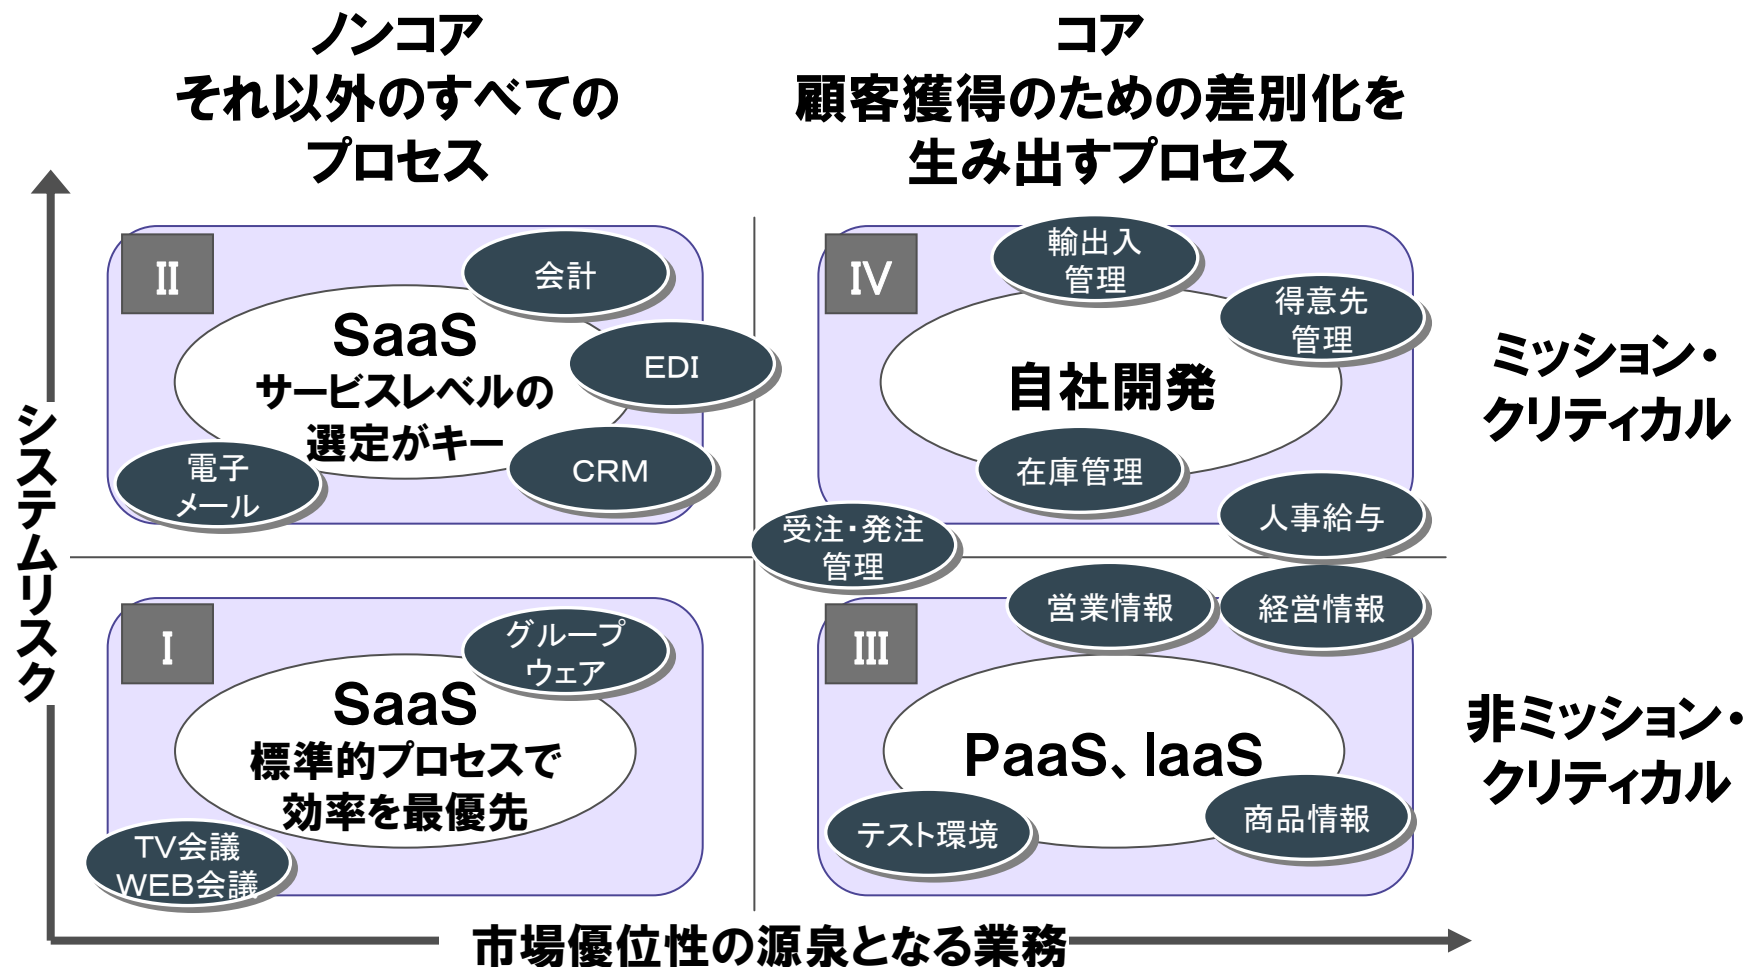 ノンコア
それ以外のすべての
プロセス
コア
顧客獲得のための差別化を
生み出すプロセス
システムリスク
II
会計
SaaS
サービスレベルの
選定がキー
EDI
CRM
電子
メール
IV
輸出入
管理
得意先
管理
自社開発
在庫管理
人事給与
ミッション・
クリティカル
受注・発注
管理
I
グループ
ウェア
SaaS
標準的プロセスで
効率を最優先
TV会議
WEB会議
III
営業情報
経営情報
PaaS、IaaS
テスト環境
商品情報
非ミッション・
クリティカル
市場優位性の源泉となる業務